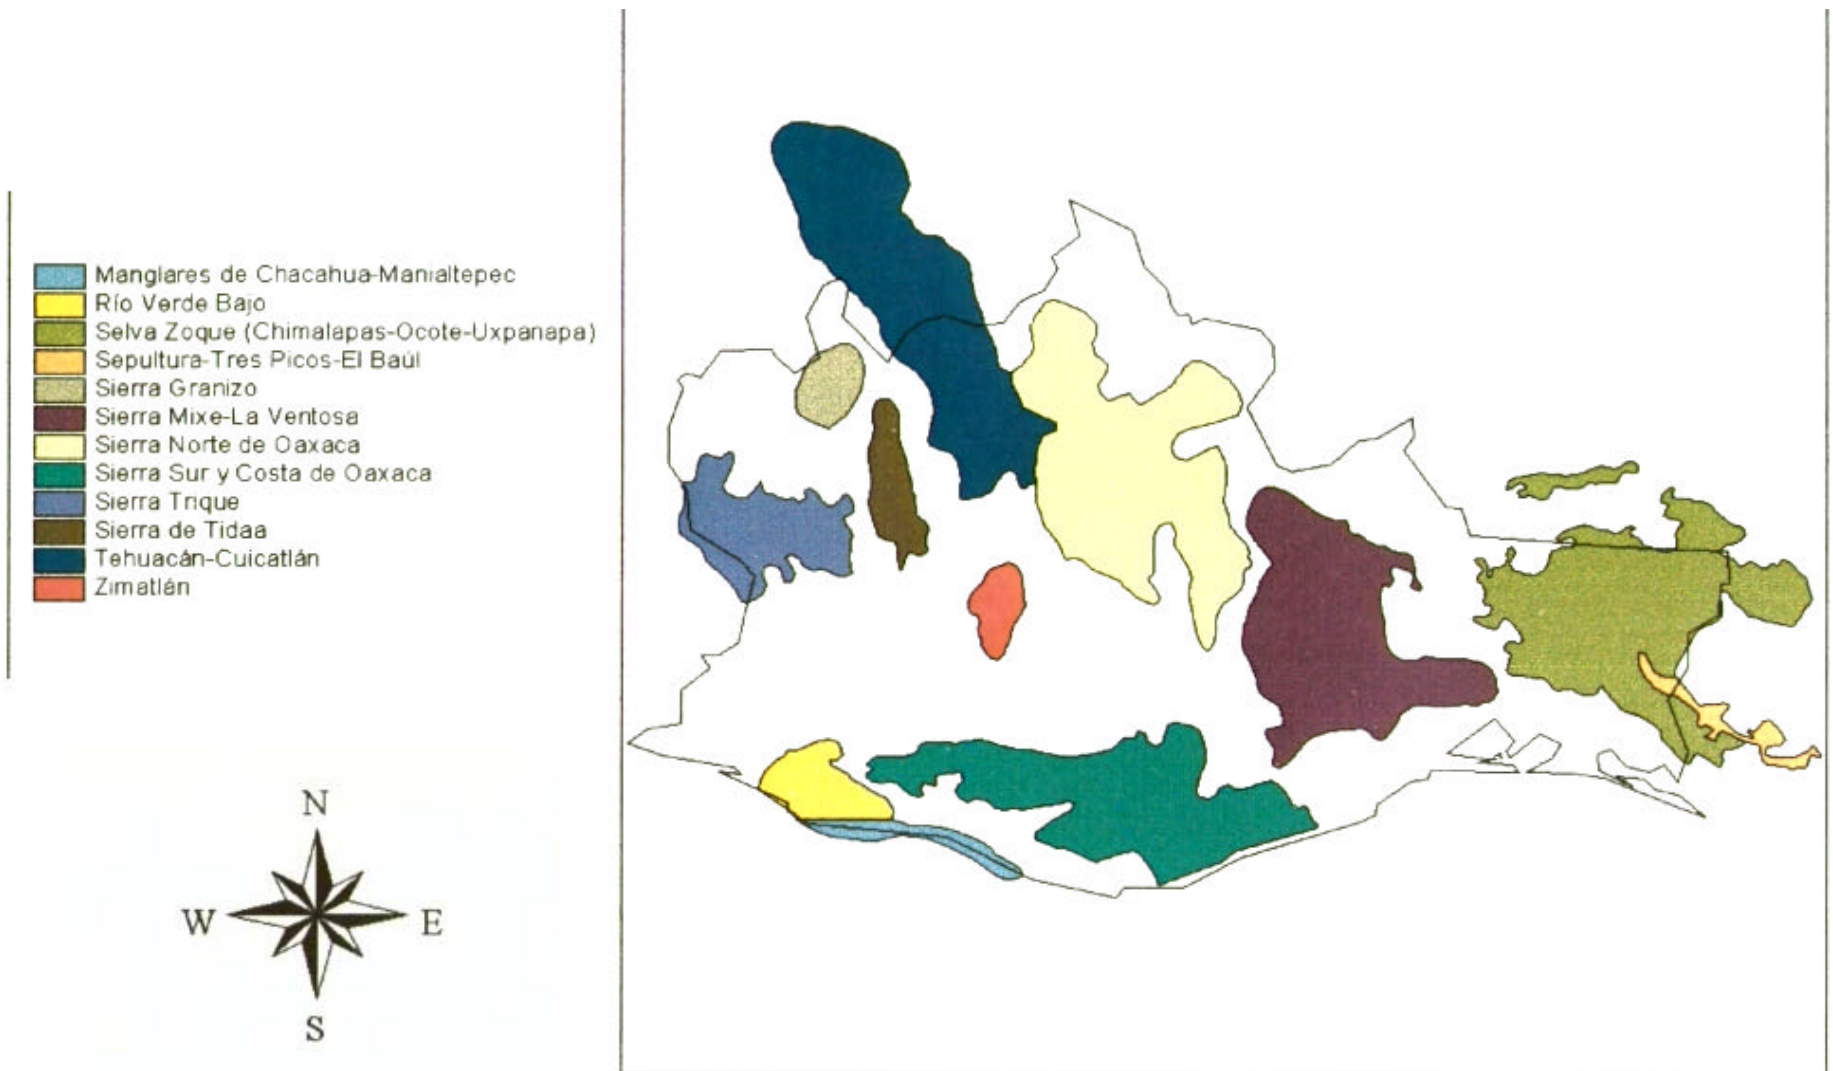 Manglares de Chacahua-Manialtepec
Río Verde Bajo
Selva Zoque (Chimalapas-Ocote-Uxpanapa)
Sepultura-Tres Picos-El Baúl
Sierra Granizo
Sierra Mixe-La Ventosa
Sierra Norte de Oaxaca
Sierra Sur y Costa de Oaxaca
Sierra Trique
Sierra de Tidaa
Tehuacán-Cuicatlán
Zimatlán
N
W E
S